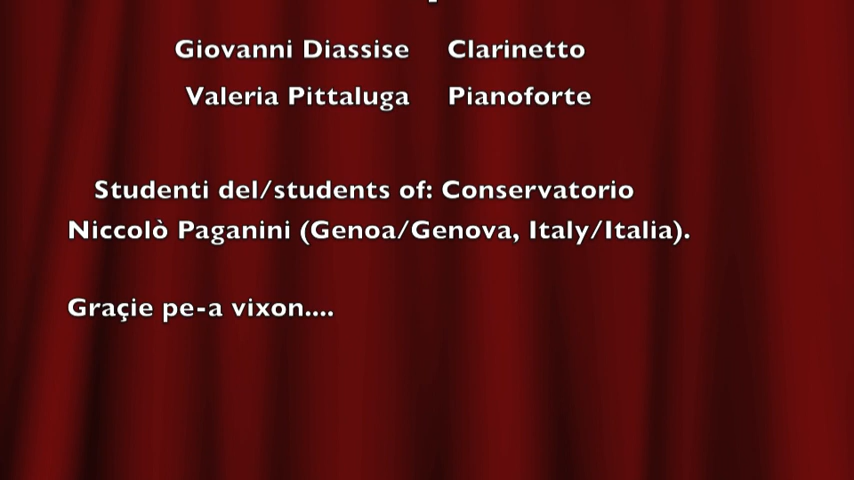 Giovanni Diassise Clarinetto
Valeria Pittaluga Pianoforte
Studenti del/students of: Conservatorio
Niccolò Paganini (Genoa/Genova, Italy/Italia).
Graçie pe-a vixon....